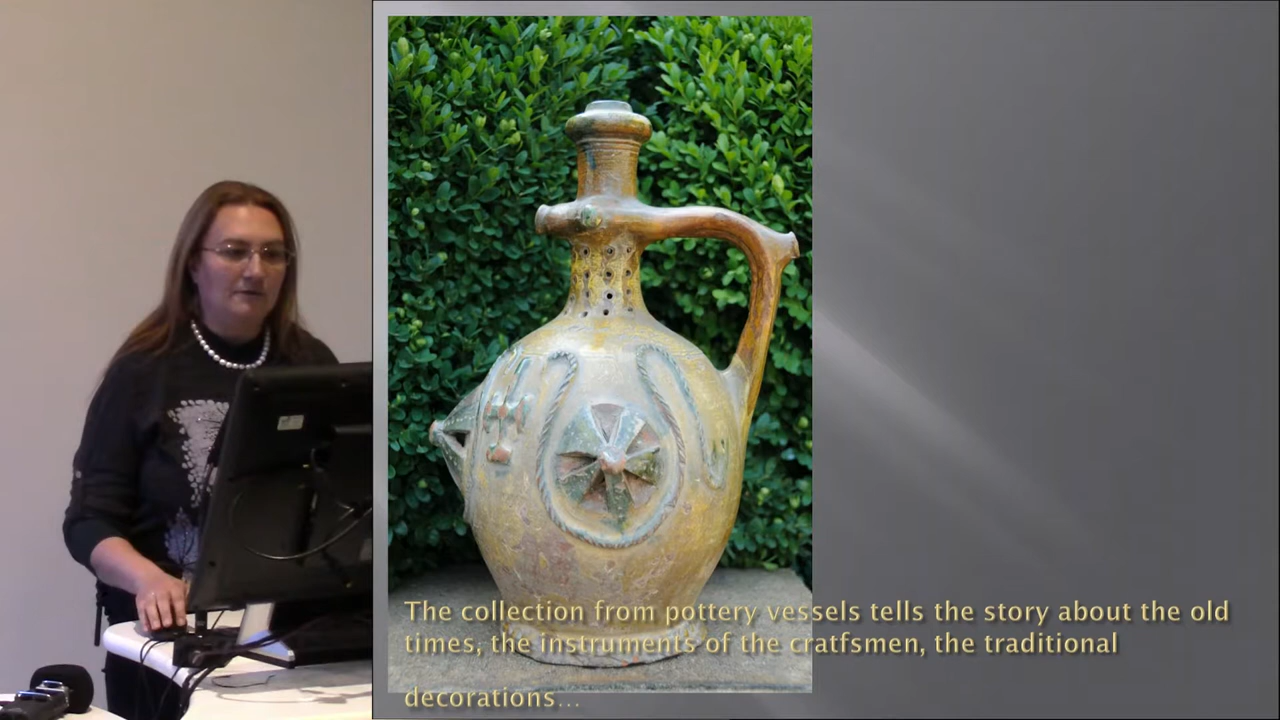 The collection from pottery vessels tells the story about the old
times, the instruments of the cratfsmen, the traditional
decorations…